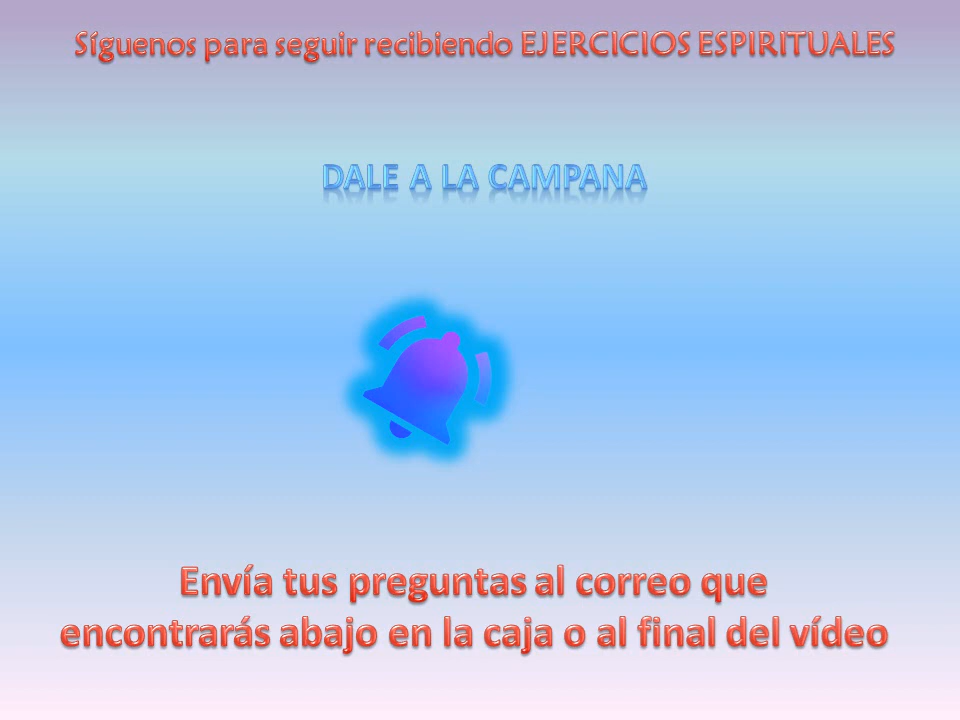 Síguenos para seguir recibiendo EJERCICIOS ESPIRITUALES
DALE A LA CAMPANA
Envía tus preguntas al correo que
encontrarás abajo en la caja o al final del vídeo